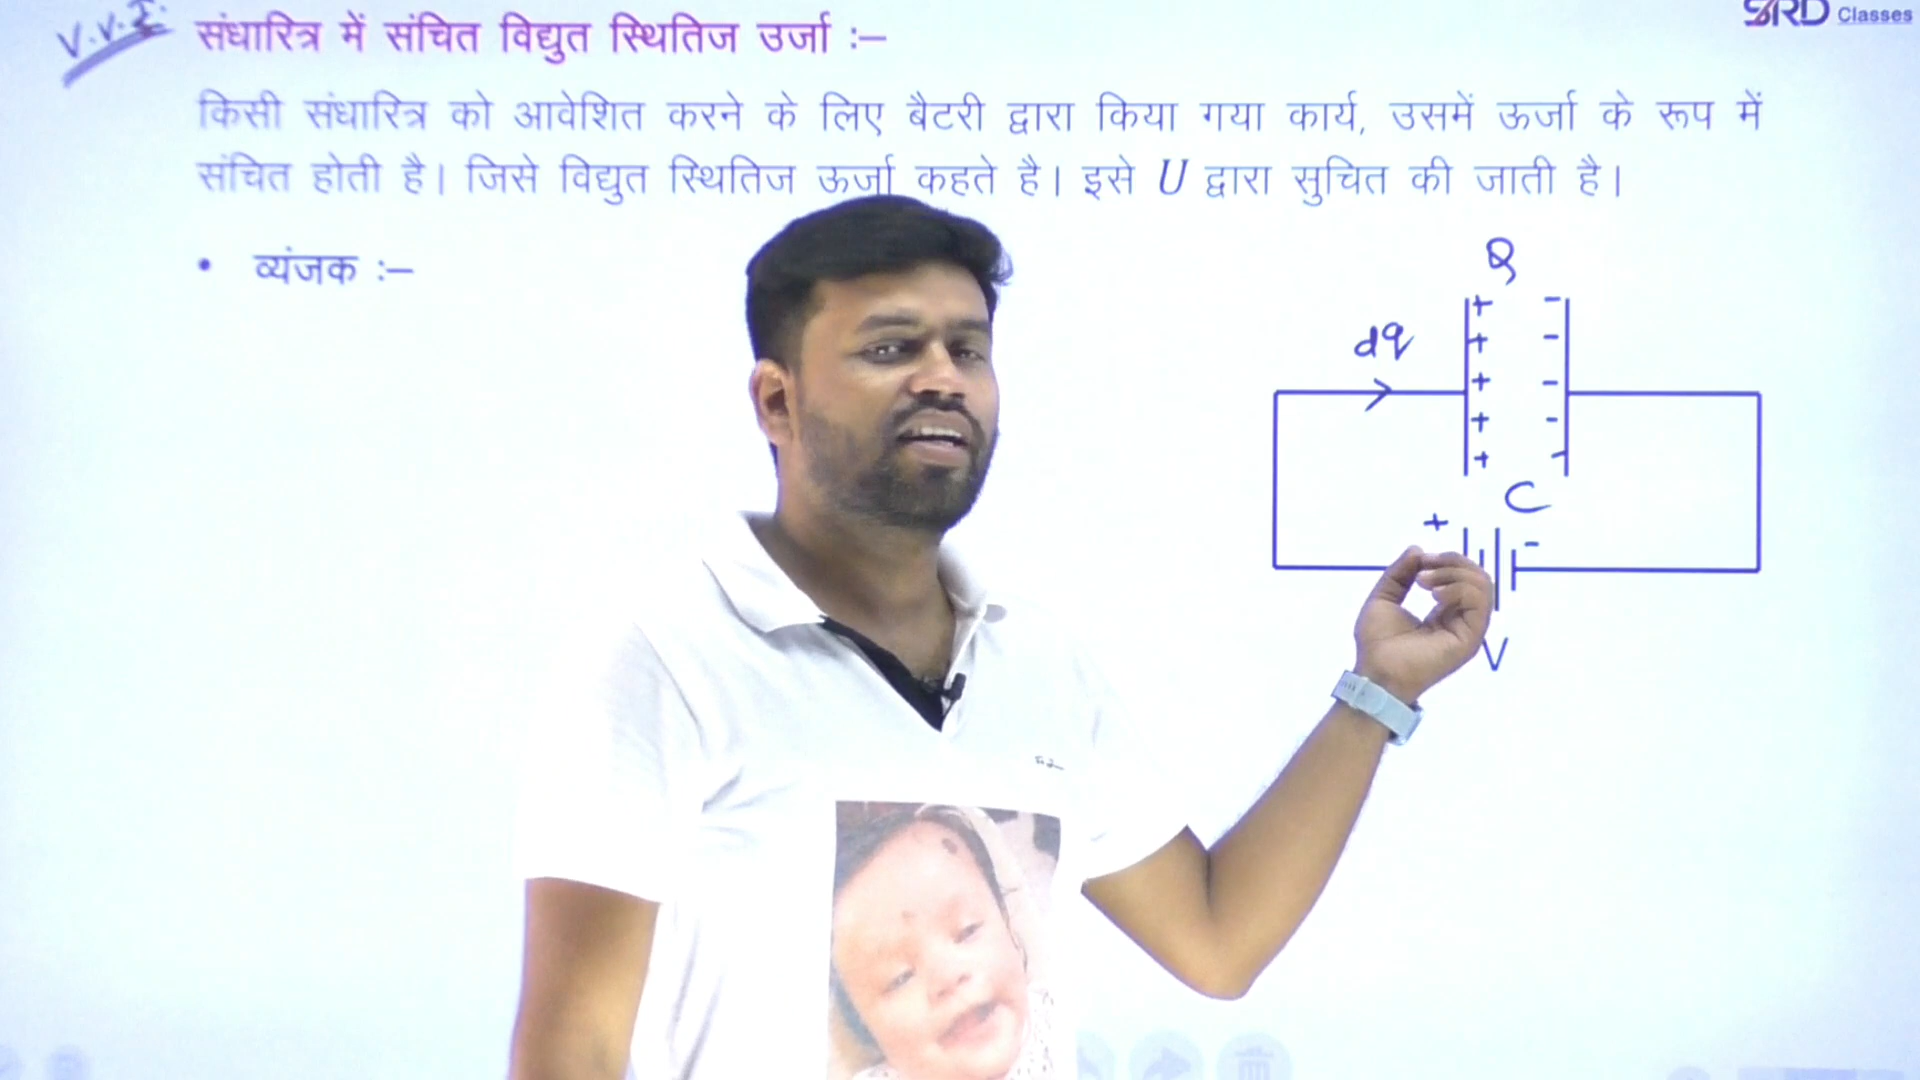 V.V.I.
SRD Classes
संधारित्र में संचित विद्युत स्थितिज उर्जा :–
किसी संधारित्र को आवेशित करने के लिए बैटरी द्वारा किया गया कार्य, उसमें ऊर्जा के रूप में
संचित होती है। जिसे विद्युत स्थितिज ऊर्जा कहते है। इसे U द्वारा सुचित की जाती है।
• व्यंजक :–
Q
+ -
dq
+ -
+ -
+ -
+ -
C
+ -
V